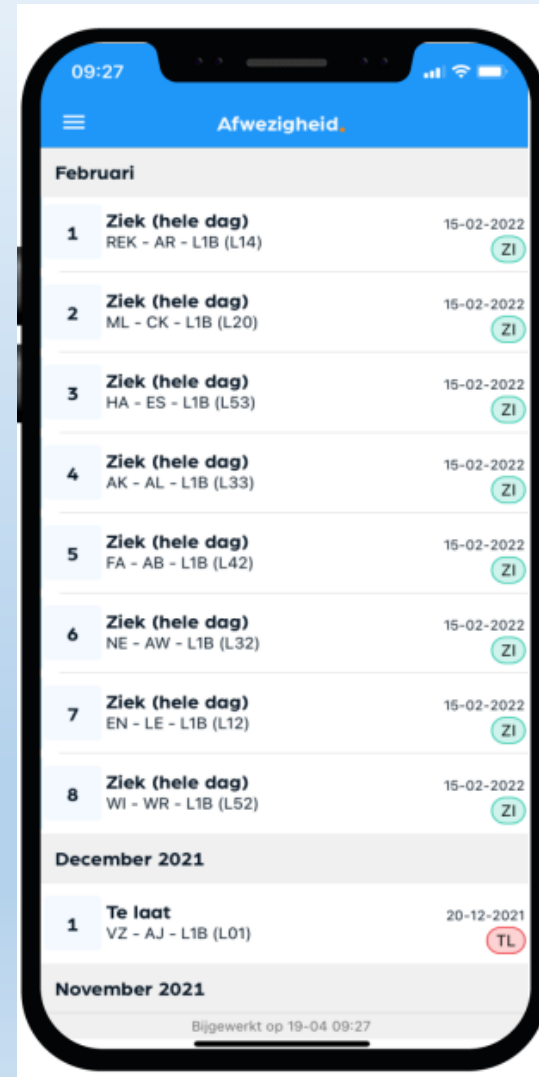 09:27
Afwezigheid.
Februari
1
Ziek (hele dag)
15-02-2022
REK - AR - L1B (L14)
ZI
2
Ziek (hele dag)
15-02-2022
ML - CK - L1B (L20)
ZI
3
Ziek (hele dag)
15-02-2022
HA - ES - L1B (L53)
ZI
4
Ziek (hele dag)
15-02-2022
AK - AL - L1B (L33)
ZI
5
Ziek (hele dag)
15-02-2022
FA - AB - L1B (L42)
ZI
6
Ziek (hele dag)
15-02-2022
NE - AW - L1B (L32)
ZI
7
Ziek (hele dag)
15-02-2022
EN - LE - L1B (L12)
ZI
8
Ziek (hele dag)
15-02-2022
WI - WR - L1B (L52)
ZI
December 2021
1
Te laat
20-12-2021
VZ - AJ - L1B (L01)
TL
November 2021
Bijgewerkt op 19-04 09:27